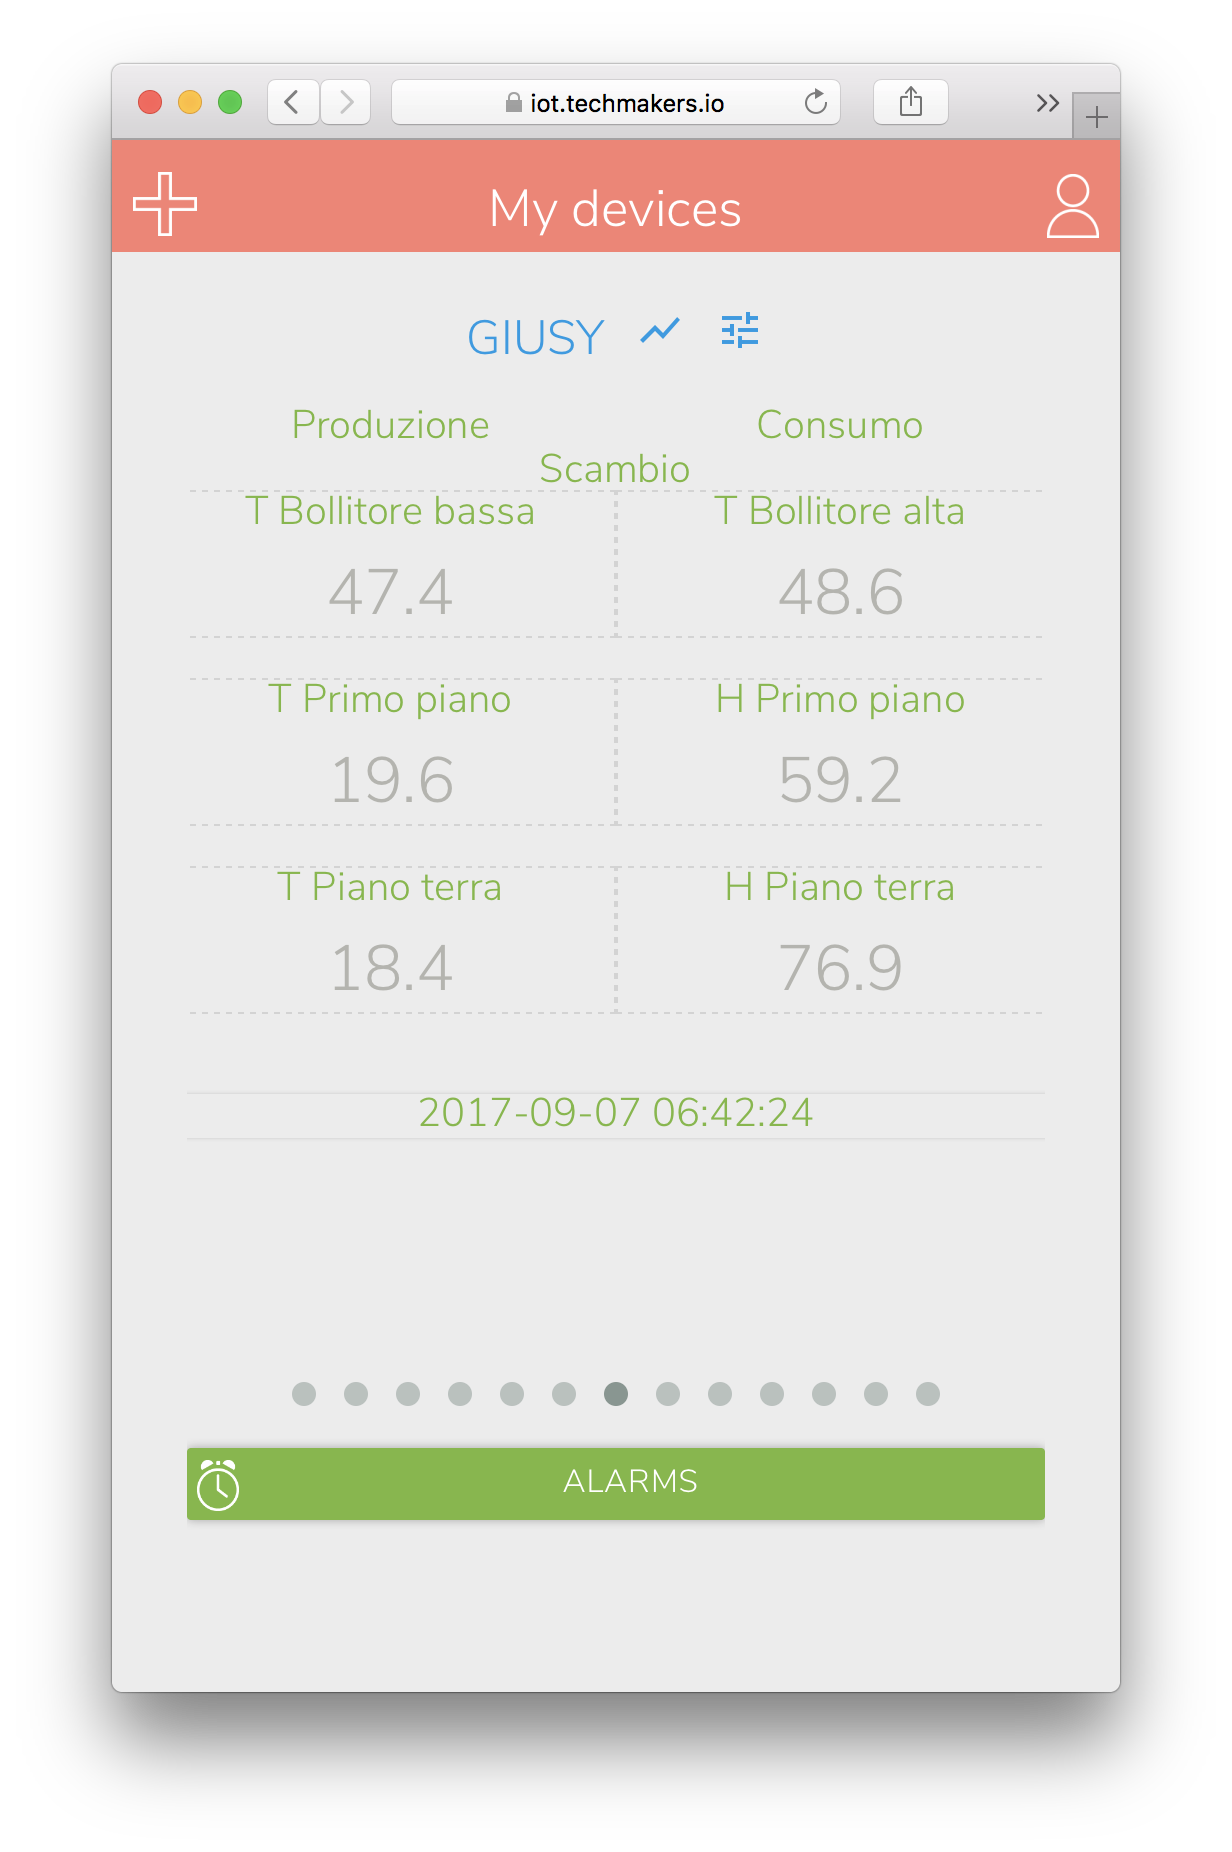 iot.techmakers.io
My devices
GIUSY
Produzione Consumo
Scambio
T Bollitore bassa T Bollitore alta
47.4 48.6
T Primo piano H Primo piano
19.6 59.2
T Piano terra H Piano terra
18.4 76.9
2017-09-07 06:42:24
ALARMS